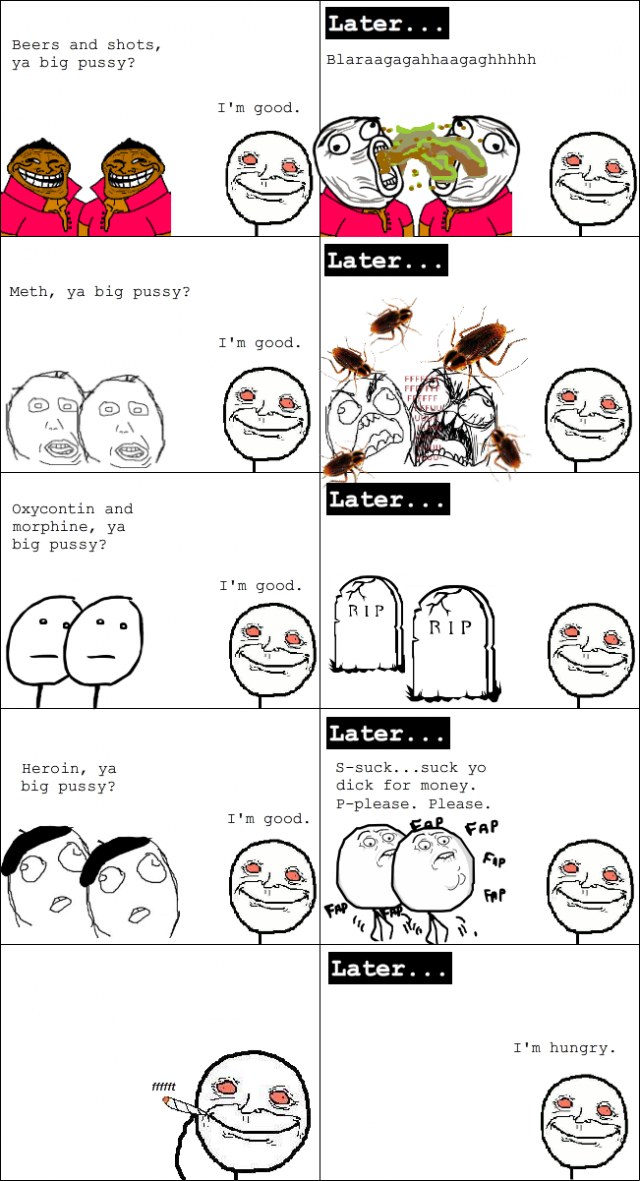 Beers and shots,
ya big pussy?
I'm good.
Later...
Blaraagagahhaagaghhhhh
Meth, ya big pussy?
I'm good.
Later...
FFFFF
Oxycontin and
morphine, ya
big pussy?
I'm good.
Later...
RIP
RIP
Heroin, ya
big pussy?
I'm good.
Later...
S-suck...suck yo
dick for money.
P-please. Please.
FAP
FAP
FAP
FAP
FAP
FAP
ffffft
Later...
I'm hungry.